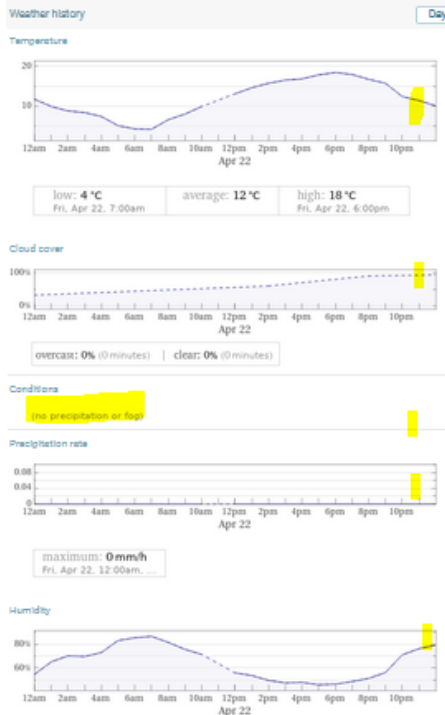 Weather history
Day
Temperature
20
10
12am 2am 4am 6am 8am 10am 12pm 2pm 4pm 6pm 8pm 10pm
Apr 22
low: 4 °C average: 12 °C high: 18 °C
Fri, Apr 22, 7:00am Fri, Apr 22, 6:00pm
Cloud cover
100%
0%
12am 2am 4am 6am 8am 10am 12pm 2pm 4pm 6pm 8pm 10pm
Apr 22
overcast: 0% (0 minutes) | clear: 0% (0 minutes)
Conditions
(no precipitation or fog)
Precipitation rate
0.08
0.04
0
12am 2am 4am 6am 8am 10am 12pm 2pm 4pm 6pm 8pm 10pm
Apr 22
maximum: 0 mm/h
Fri, Apr 22, 12:00am, ...
Humidity
80%
60%
12am 2am 4am 6am 8am 10am 12pm 2pm 4pm 6pm 8pm 10pm
Apr 22